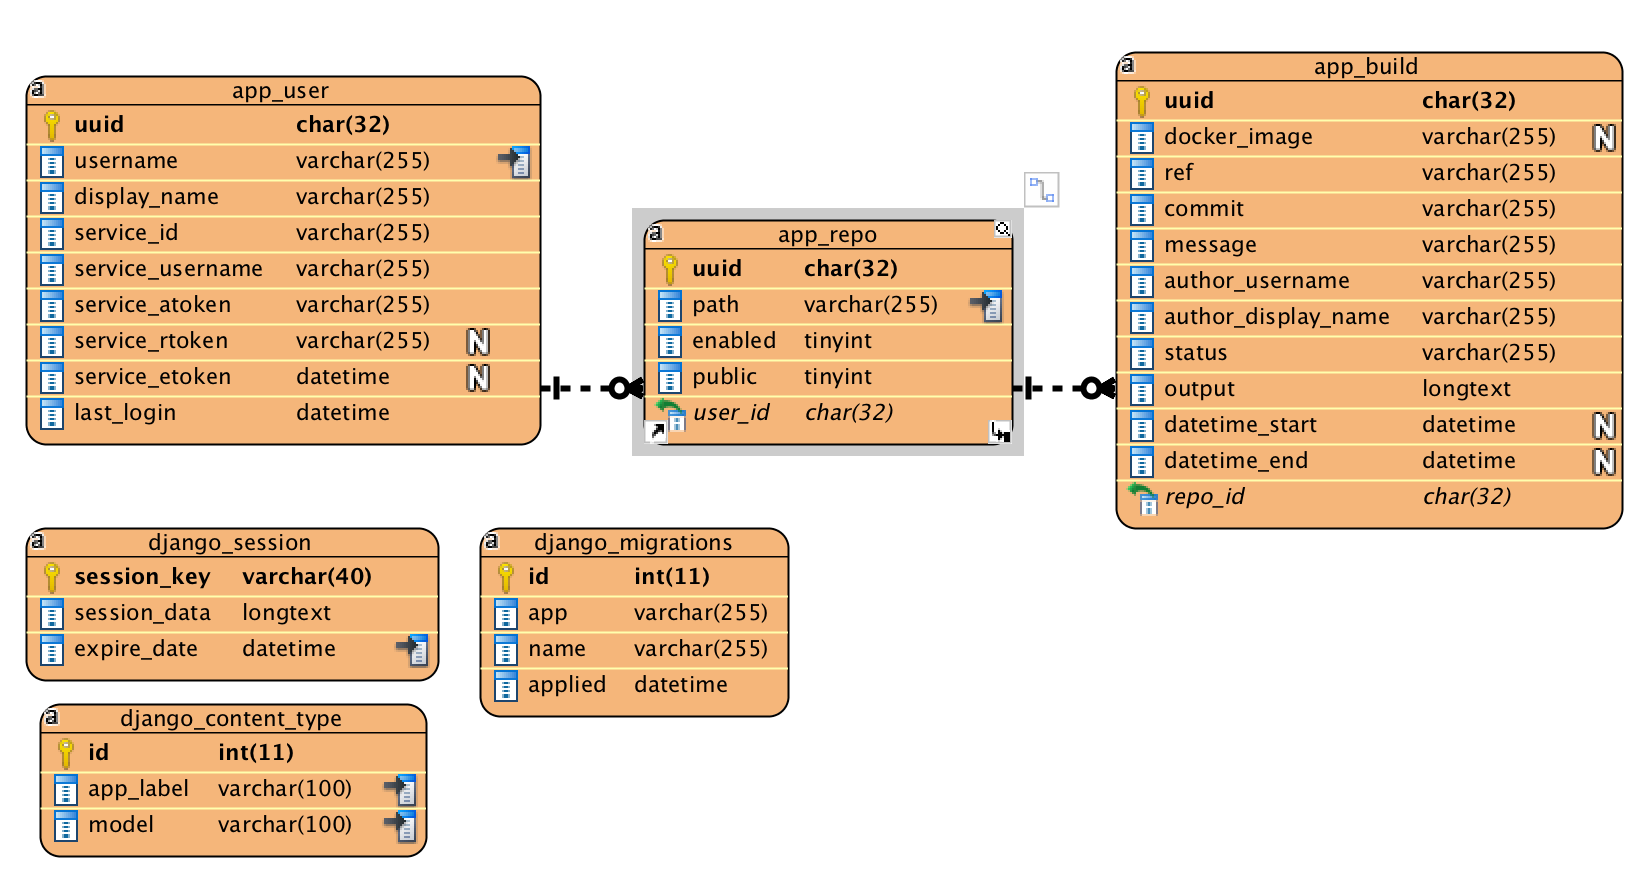 app_user
uuid char(32)
username varchar(255)
display_name varchar(255)
service_id varchar(255)
service_username varchar(255)
service_atoken varchar(255)
service_rtoken varchar(255) N
service_etoken datetime N
last_login datetime
app_repo
uuid char(32)
path varchar(255)
enabled tinyint
public tinyint
user_id char(32)
app_build
uuid char(32)
docker_image varchar(255) N
ref varchar(255)
commit varchar(255)
message varchar(255)
author_username varchar(255)
author_display_name varchar(255)
status varchar(255)
output longtext
datetime_start datetime N
datetime_end datetime N
repo_id char(32)
django_session
session_key varchar(40)
session_data longtext
expire_date datetime
django_migrations
id int(11)
app varchar(255)
name varchar(255)
applied datetime
django_content_type
id int(11)
app_label varchar(100)
model varchar(100)